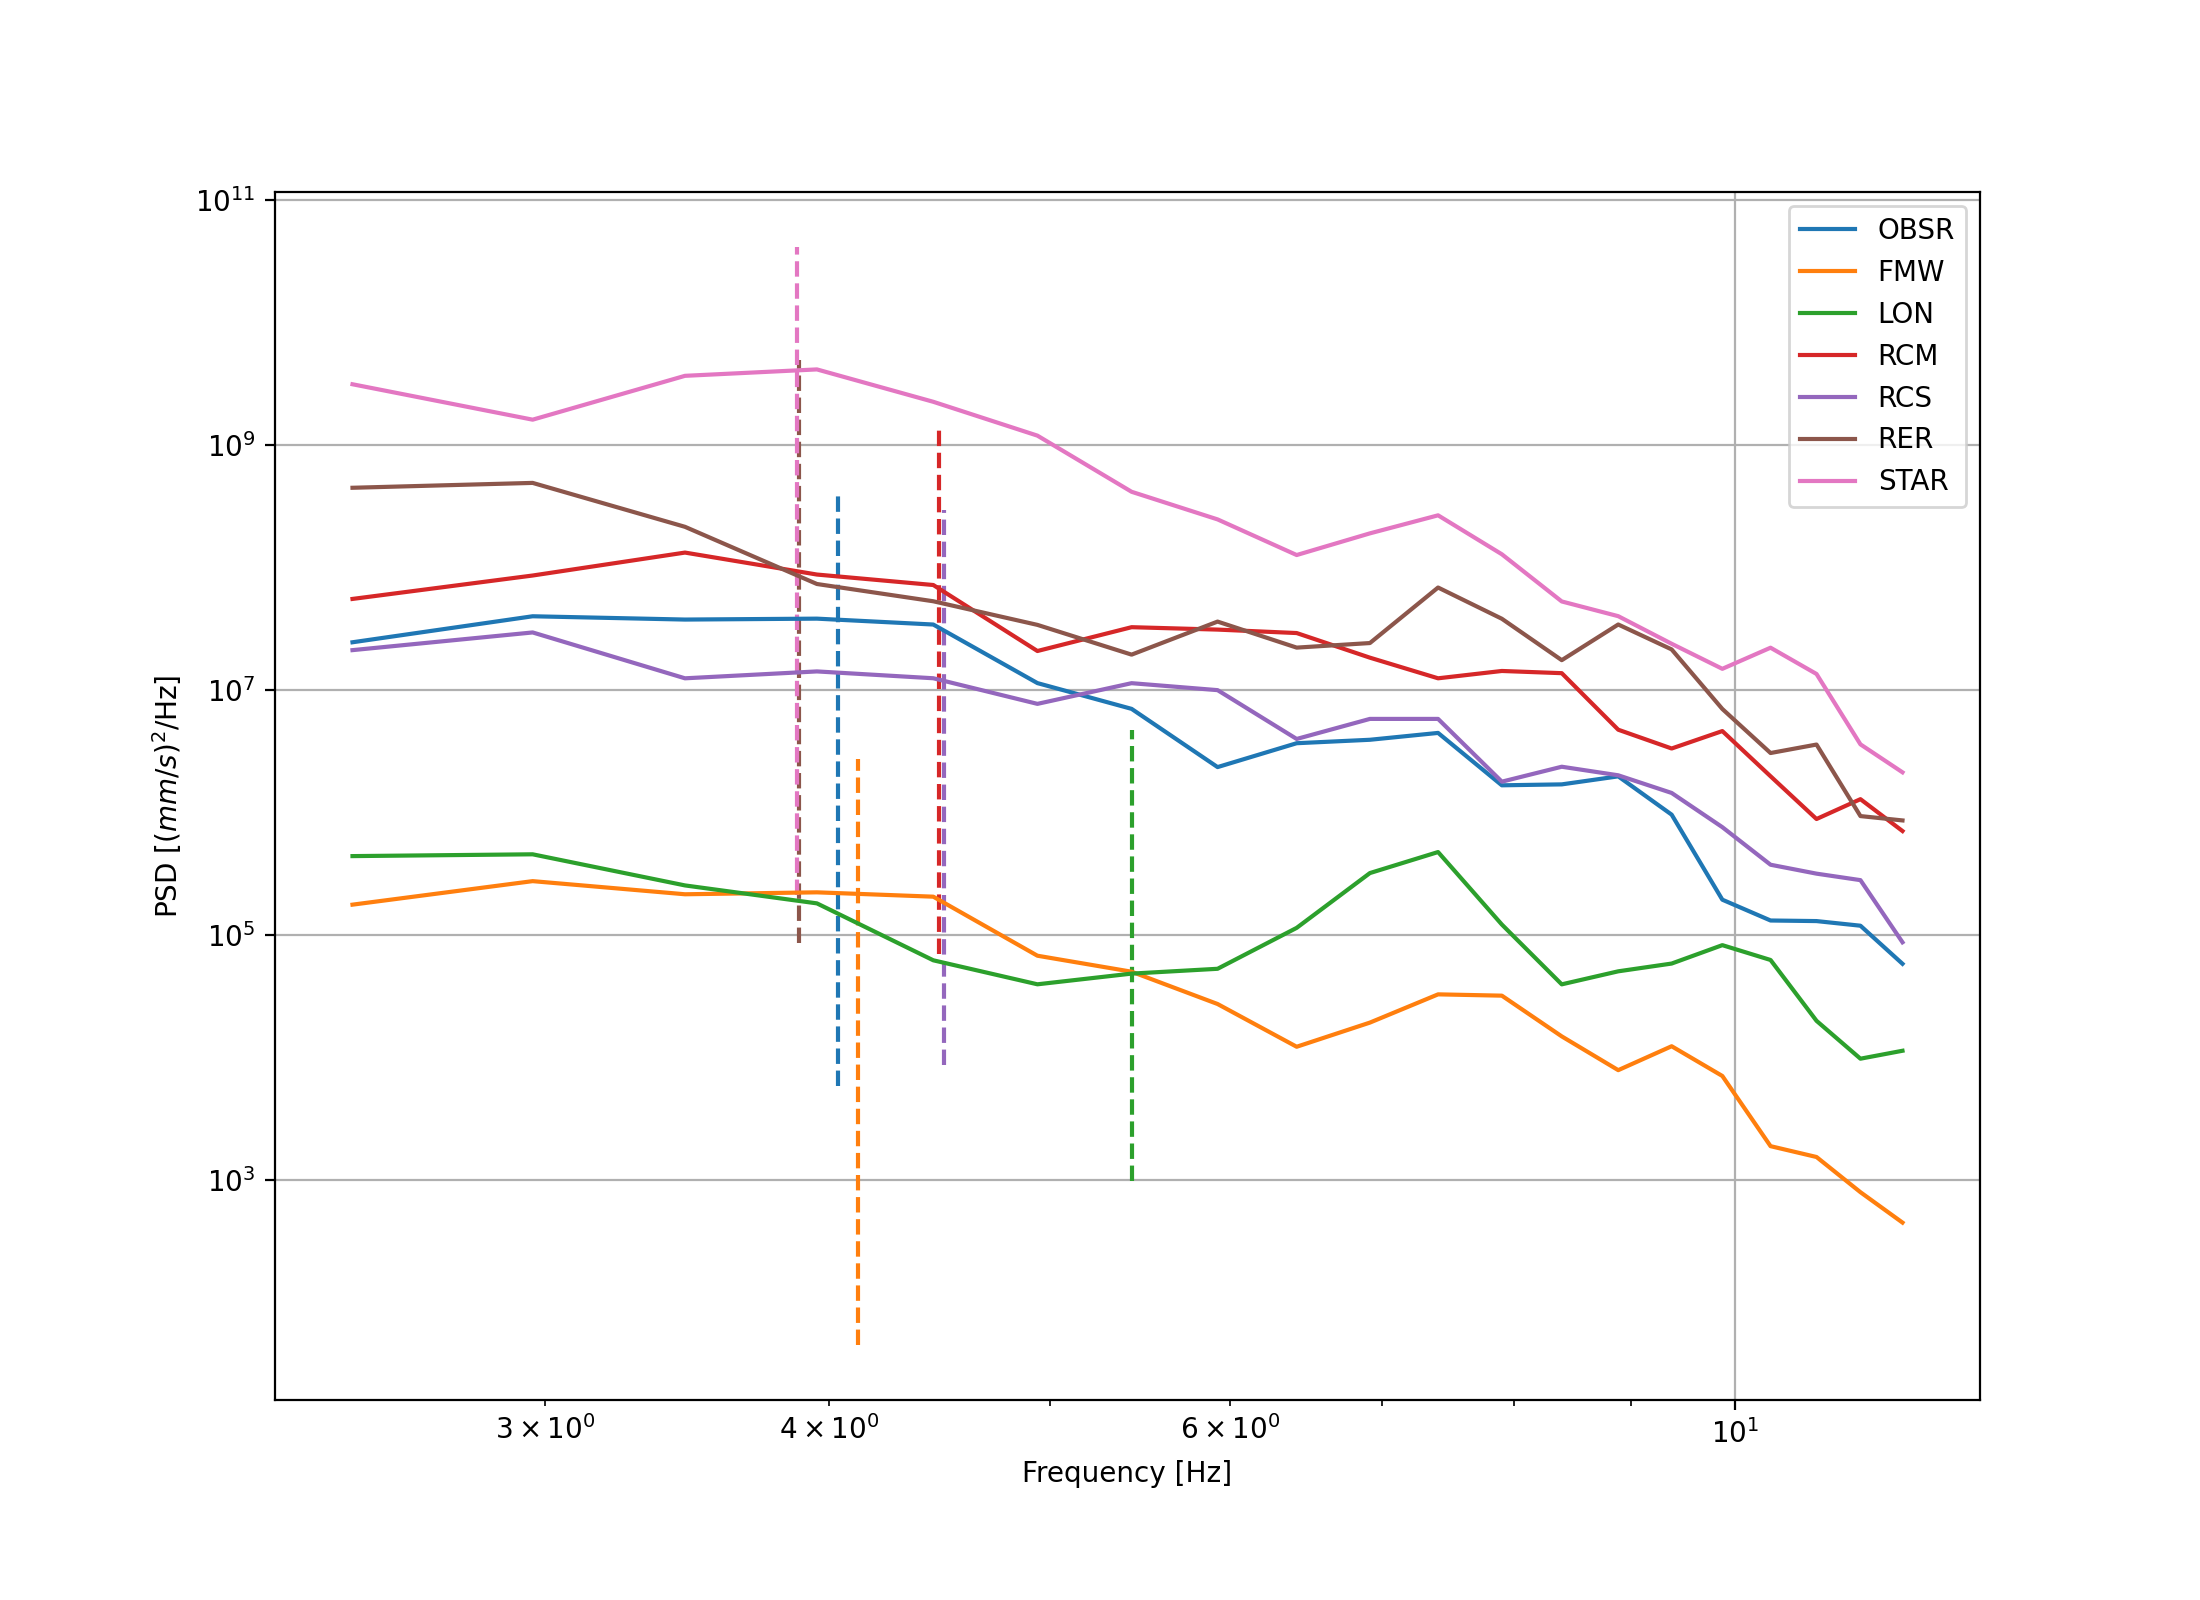 10¹¹
10⁹
10⁷
10⁵
10³
PSD [(mm/s)²/Hz]
3 × 10⁰
4 × 10⁰
6 × 10⁰
10¹
Frequency [Hz]
OBSR
FMW
LON
RCM
RCS
RER
STAR